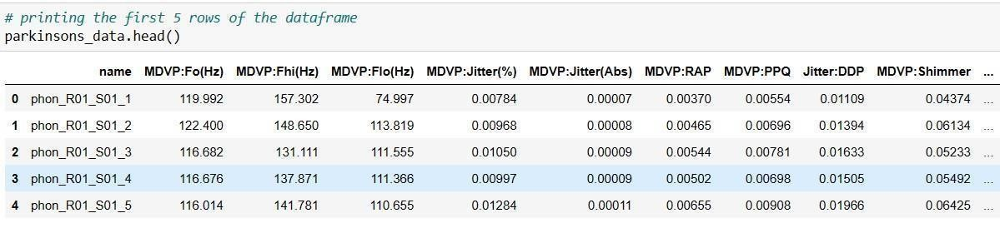 # printing the first 5 rows of the dataframe
parkinsons_data.head()
name MDVP:Fo(Hz) MDVP:Fhi(Hz) MDVP:Flo(Hz) MDVP:Jitter(%) MDVP:Jitter(Abs) MDVP:RAP MDVP:PPQ Jitter:DDP MDVP:Shimmer ...
0 phon_R01_S01_1 119.992 157.302 74.997 0.00784 0.00007 0.00370 0.00554 0.01109 0.04374 ...
1 phon_R01_S01_2 122.400 148.650 113.819 0.00968 0.00008 0.00465 0.00696 0.01394 0.06134 ...
2 phon_R01_S01_3 116.682 131.111 111.555 0.01050 0.00009 0.00544 0.00781 0.01633 0.05233 ...
3 phon_R01_S01_4 116.676 137.871 111.366 0.00997 0.00009 0.00502 0.00698 0.01505 0.05492 ...
4 phon_R01_S01_5 116.014 141.781 110.655 0.01284 0.00011 0.00655 0.00908 0.01966 0.06425 ...